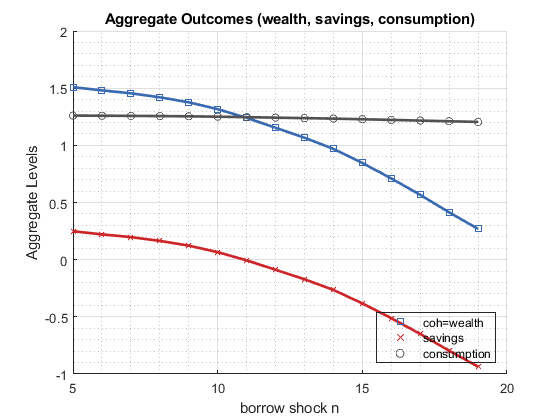 Aggregate Outcomes (wealth, savings, consumption)
2
1.5
1
0.5
0
-0.5
-1
Aggregate Levels
5
10
15
20
borrow shock n
coh=wealth
savings
consumption